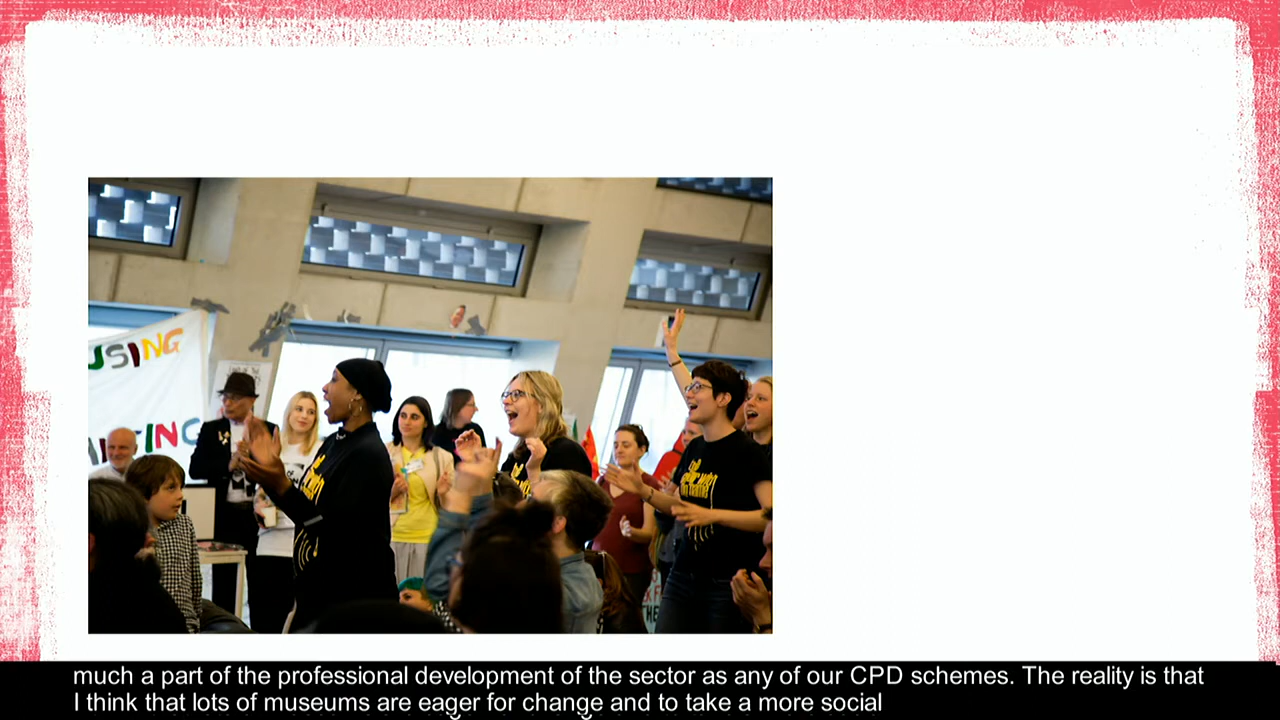 USING
TING
much a part of the professional development of the sector as any of our CPD schemes. The reality is that
I think that lots of museums are eager for change and to take a more social